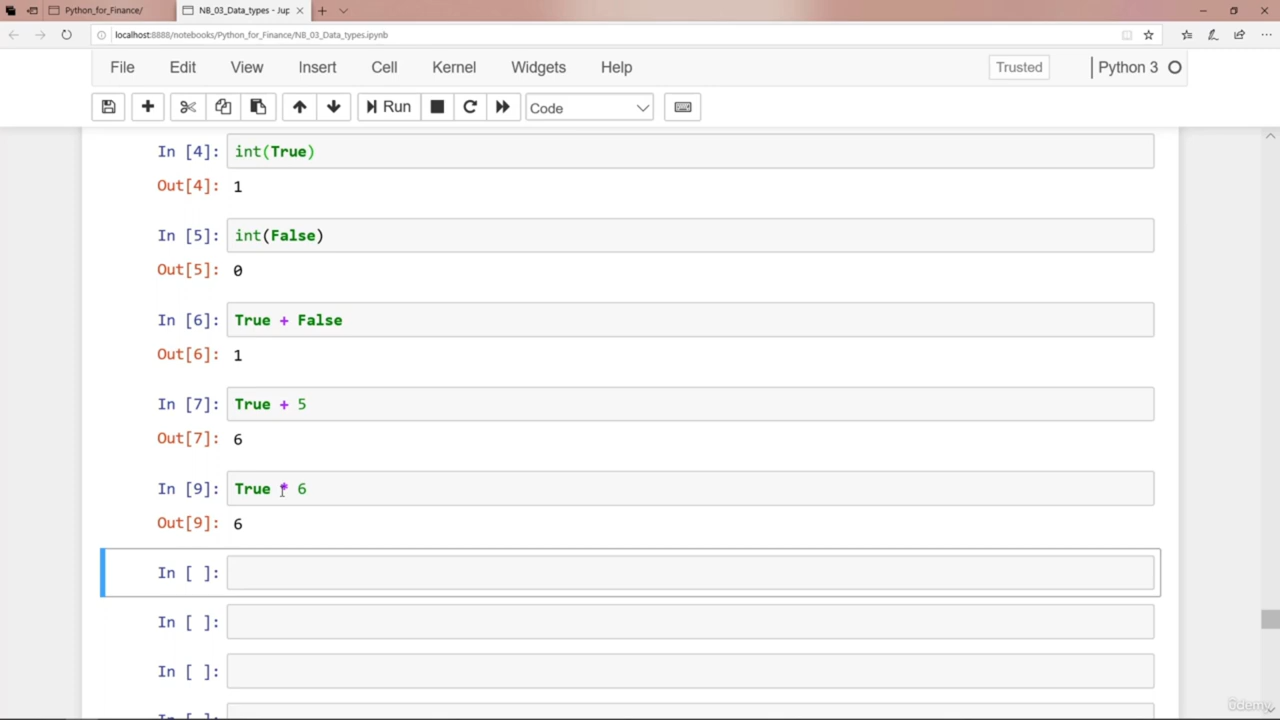 Python_for_Finance/
NB_03_Data_types - Jup
localhost:8888/notebooks/Python_for_Finance/NB_03_Data_types.ipynb
File Edit View Insert Cell Kernel Widgets Help Trusted Python 3
Run Code
In [4]: int(True)
Out[4]: 1
In [5]: int(False)
Out[5]: 0
In [6]: True + False
Out[6]: 1
In [7]: True + 5
Out[7]: 6
In [9]: True * 6
Out[9]: 6
In [ ]:
In [ ]:
In [ ]:
In [ ]:
ûdemy